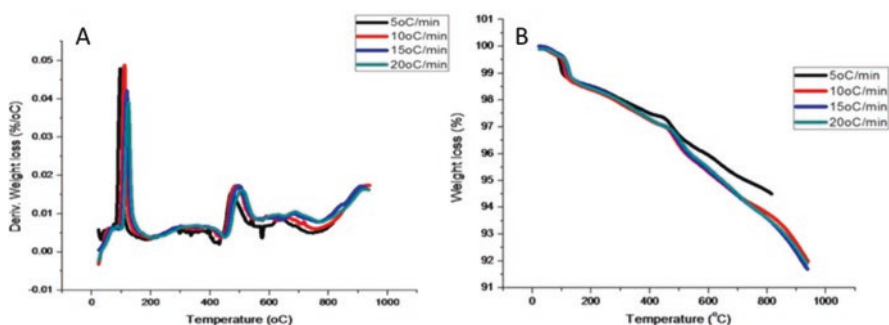 A
5oC/min
10oC/min
15oC/min
20oC/min
0.05
0.04
0.03
0.02
0.01
0.00
-0.01
Deriv. Weight loss (%/oC)
0 200 400 600 800 1000
Temperature (oC)
B
5oC/min
10oC/min
15oC/min
20oC/min
101
100
99
98
97
96
95
94
93
92
91
Weight loss (%)
0 200 400 600 800 1000
Temperature (°C)